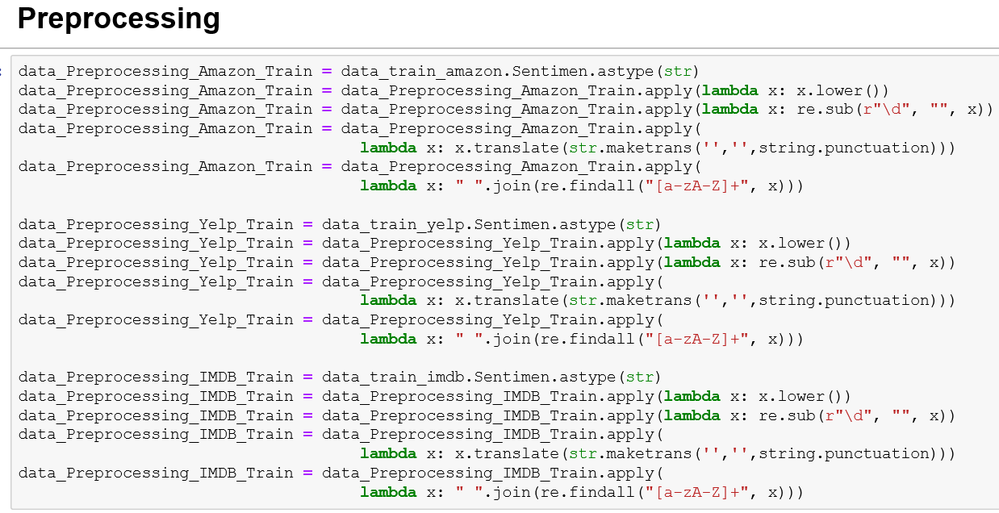 Preprocessing
data_Preprocessing_Amazon_Train = data_train_amazon.Sentimen.astype(str)
data_Preprocessing_Amazon_Train = data_Preprocessing_Amazon_Train.apply(lambda x: x.lower())
data_Preprocessing_Amazon_Train = data_Preprocessing_Amazon_Train.apply(lambda x: re.sub(r"\d", "", x))
data_Preprocessing_Amazon_Train = data_Preprocessing_Amazon_Train.apply(
lambda x: x.translate(str.maketrans('','',string.punctuation)))
data_Preprocessing_Amazon_Train = data_Preprocessing_Amazon_Train.apply(
lambda x: " ".join(re.findall("[a-zA-Z]+", x)))
data_Preprocessing_Yelp_Train = data_train_yelp.Sentimen.astype(str)
data_Preprocessing_Yelp_Train = data_Preprocessing_Yelp_Train.apply(lambda x: x.lower())
data_Preprocessing_Yelp_Train = data_Preprocessing_Yelp_Train.apply(lambda x: re.sub(r"\d", "", x))
data_Preprocessing_Yelp_Train = data_Preprocessing_Yelp_Train.apply(
lambda x: x.translate(str.maketrans('','',string.punctuation)))
data_Preprocessing_Yelp_Train = data_Preprocessing_Yelp_Train.apply(
lambda x: " ".join(re.findall("[a-zA-Z]+", x)))
data_Preprocessing_IMDB_Train = data_train_imdb.Sentimen.astype(str)
data_Preprocessing_IMDB_Train = data_Preprocessing_IMDB_Train.apply(lambda x: x.lower())
data_Preprocessing_IMDB_Train = data_Preprocessing_IMDB_Train.apply(lambda x: re.sub(r"\d", "", x))
data_Preprocessing_IMDB_Train = data_Preprocessing_IMDB_Train.apply(
lambda x: x.translate(str.maketrans('','',string.punctuation)))
data_Preprocessing_IMDB_Train = data_Preprocessing_IMDB_Train.apply(
lambda x: " ".join(re.findall("[a-zA-Z]+", x)))